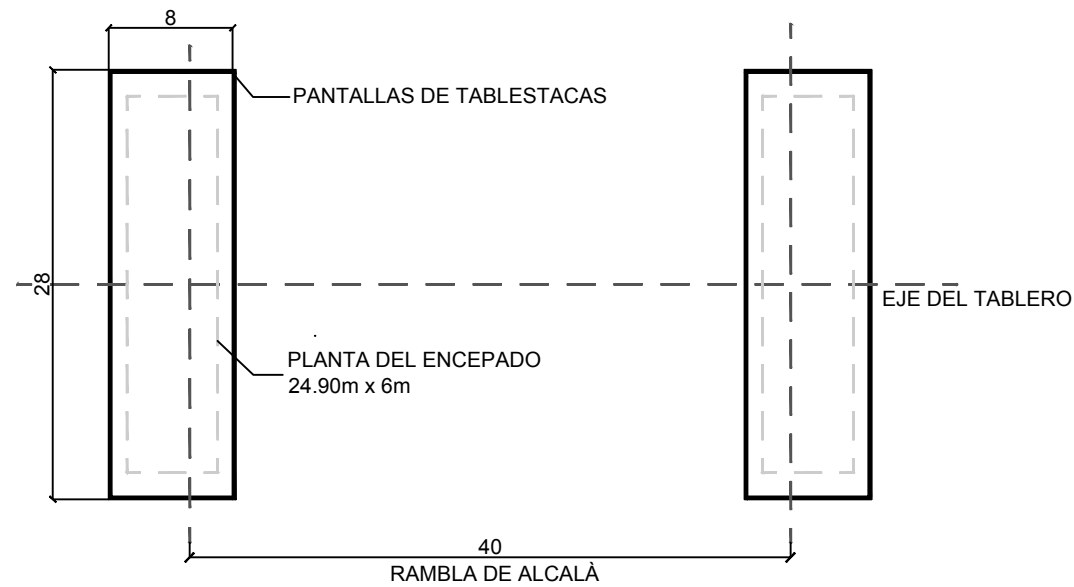 8
PANTALLAS DE TABLESTACAS
28
EJE DEL TABLERO
PLANTA DEL ENCEPADO
24.90m x 6m
40
RAMBLA DE ALCALÀ